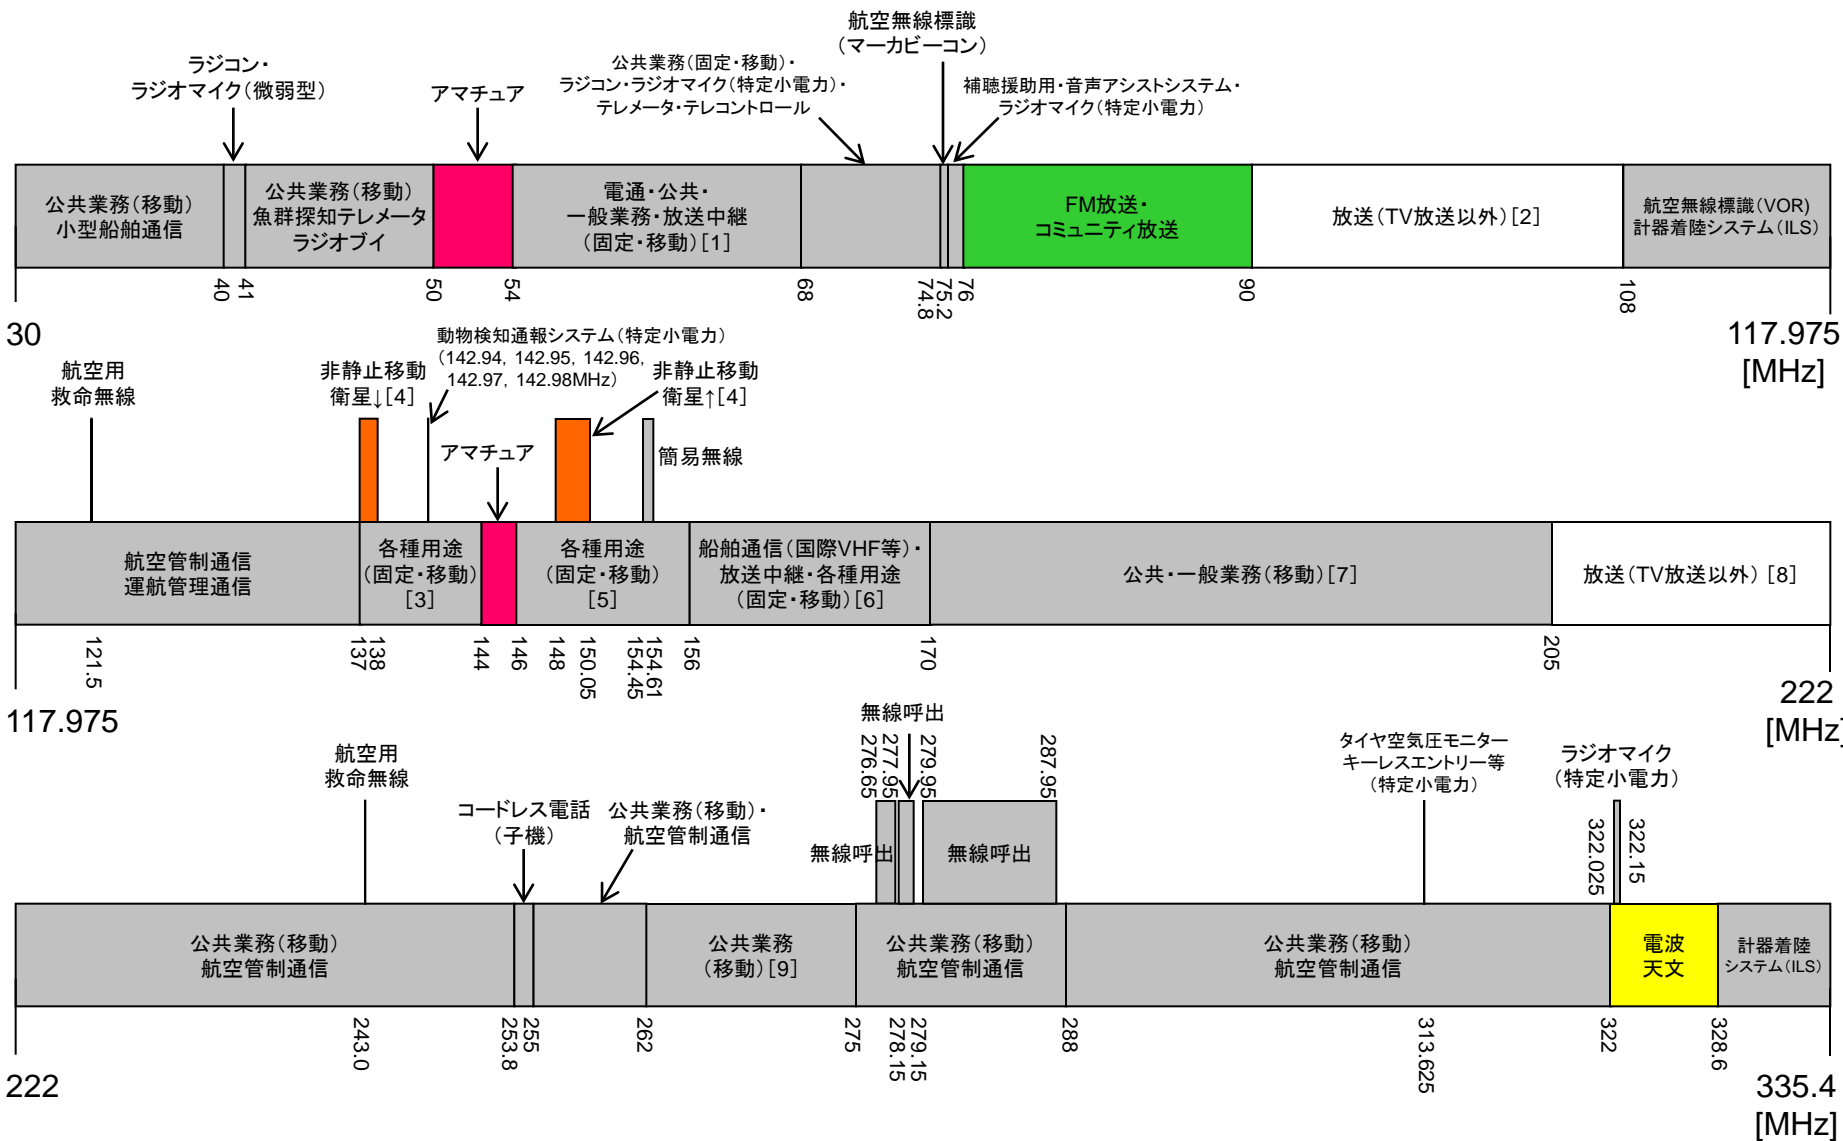 航空無線標識
(マーカビーコン)
ラジコン・
ラジオマイク(微弱型)
アマチュア
公共業務(固定・移動)・
ラジコン・ラジオマイク(特定小電力)・
テレメータ・テレコントロール
補聴援助用・音声アシストシステム・
ラジオマイク(特定小電力)
公共業務(移動)
小型船舶通信
公共業務(移動)
魚群探知テレメータ
ラジオブイ
電通・公共・
一般業務・放送中継
(固定・移動)[1]
FM放送・
コミュニティ放送
放送(TV放送以外)[2]
航空無線標識(VOR)
計器着陸システム(ILS)
30
40
41
50
54
68
74.8
75.2
76
90
108
117.975
[MHz]
航空用
救命無線
非静止移動
衛星↓[4]
動物検知通報システム(特定小電力)
(142.94, 142.95, 142.96,
142.97, 142.98MHz)
アマチュア
非静止移動
衛星↑[4]
簡易無線
航空管制通信
運航管理通信
各種用途
(固定・移動)
[3]
各種用途
(固定・移動)
[5]
船舶通信(国際VHF等)・
放送中継・各種用途
(固定・移動)[6]
公共・一般業務(移動)[7]
放送(TV放送以外)[8]
117.975
121.5
137
138
144
146
148
150.05
154.45
154.61
156
170
205
222
[MHz]
航空用
救命無線
コードレス電話
(子機)
公共業務(移動)・
航空管制通信
無線呼出
276.65
277.95
279.95
287.95
無線呼出
無線呼出
タイヤ空気圧モニター
キーレスエントリー等
(特定小電力)
ラジオマイク
(特定小電力)
322.025
322.15
公共業務(移動)
航空管制通信
公共業務
(移動)[9]
公共業務(移動)
航空管制通信
公共業務(移動)
航空管制通信
電波
天文
計器着陸
システム(ILS)
222
243.0
253.8
255
262
275
278.15
279.15
288
313.625
322
328.6
335.4
[MHz]